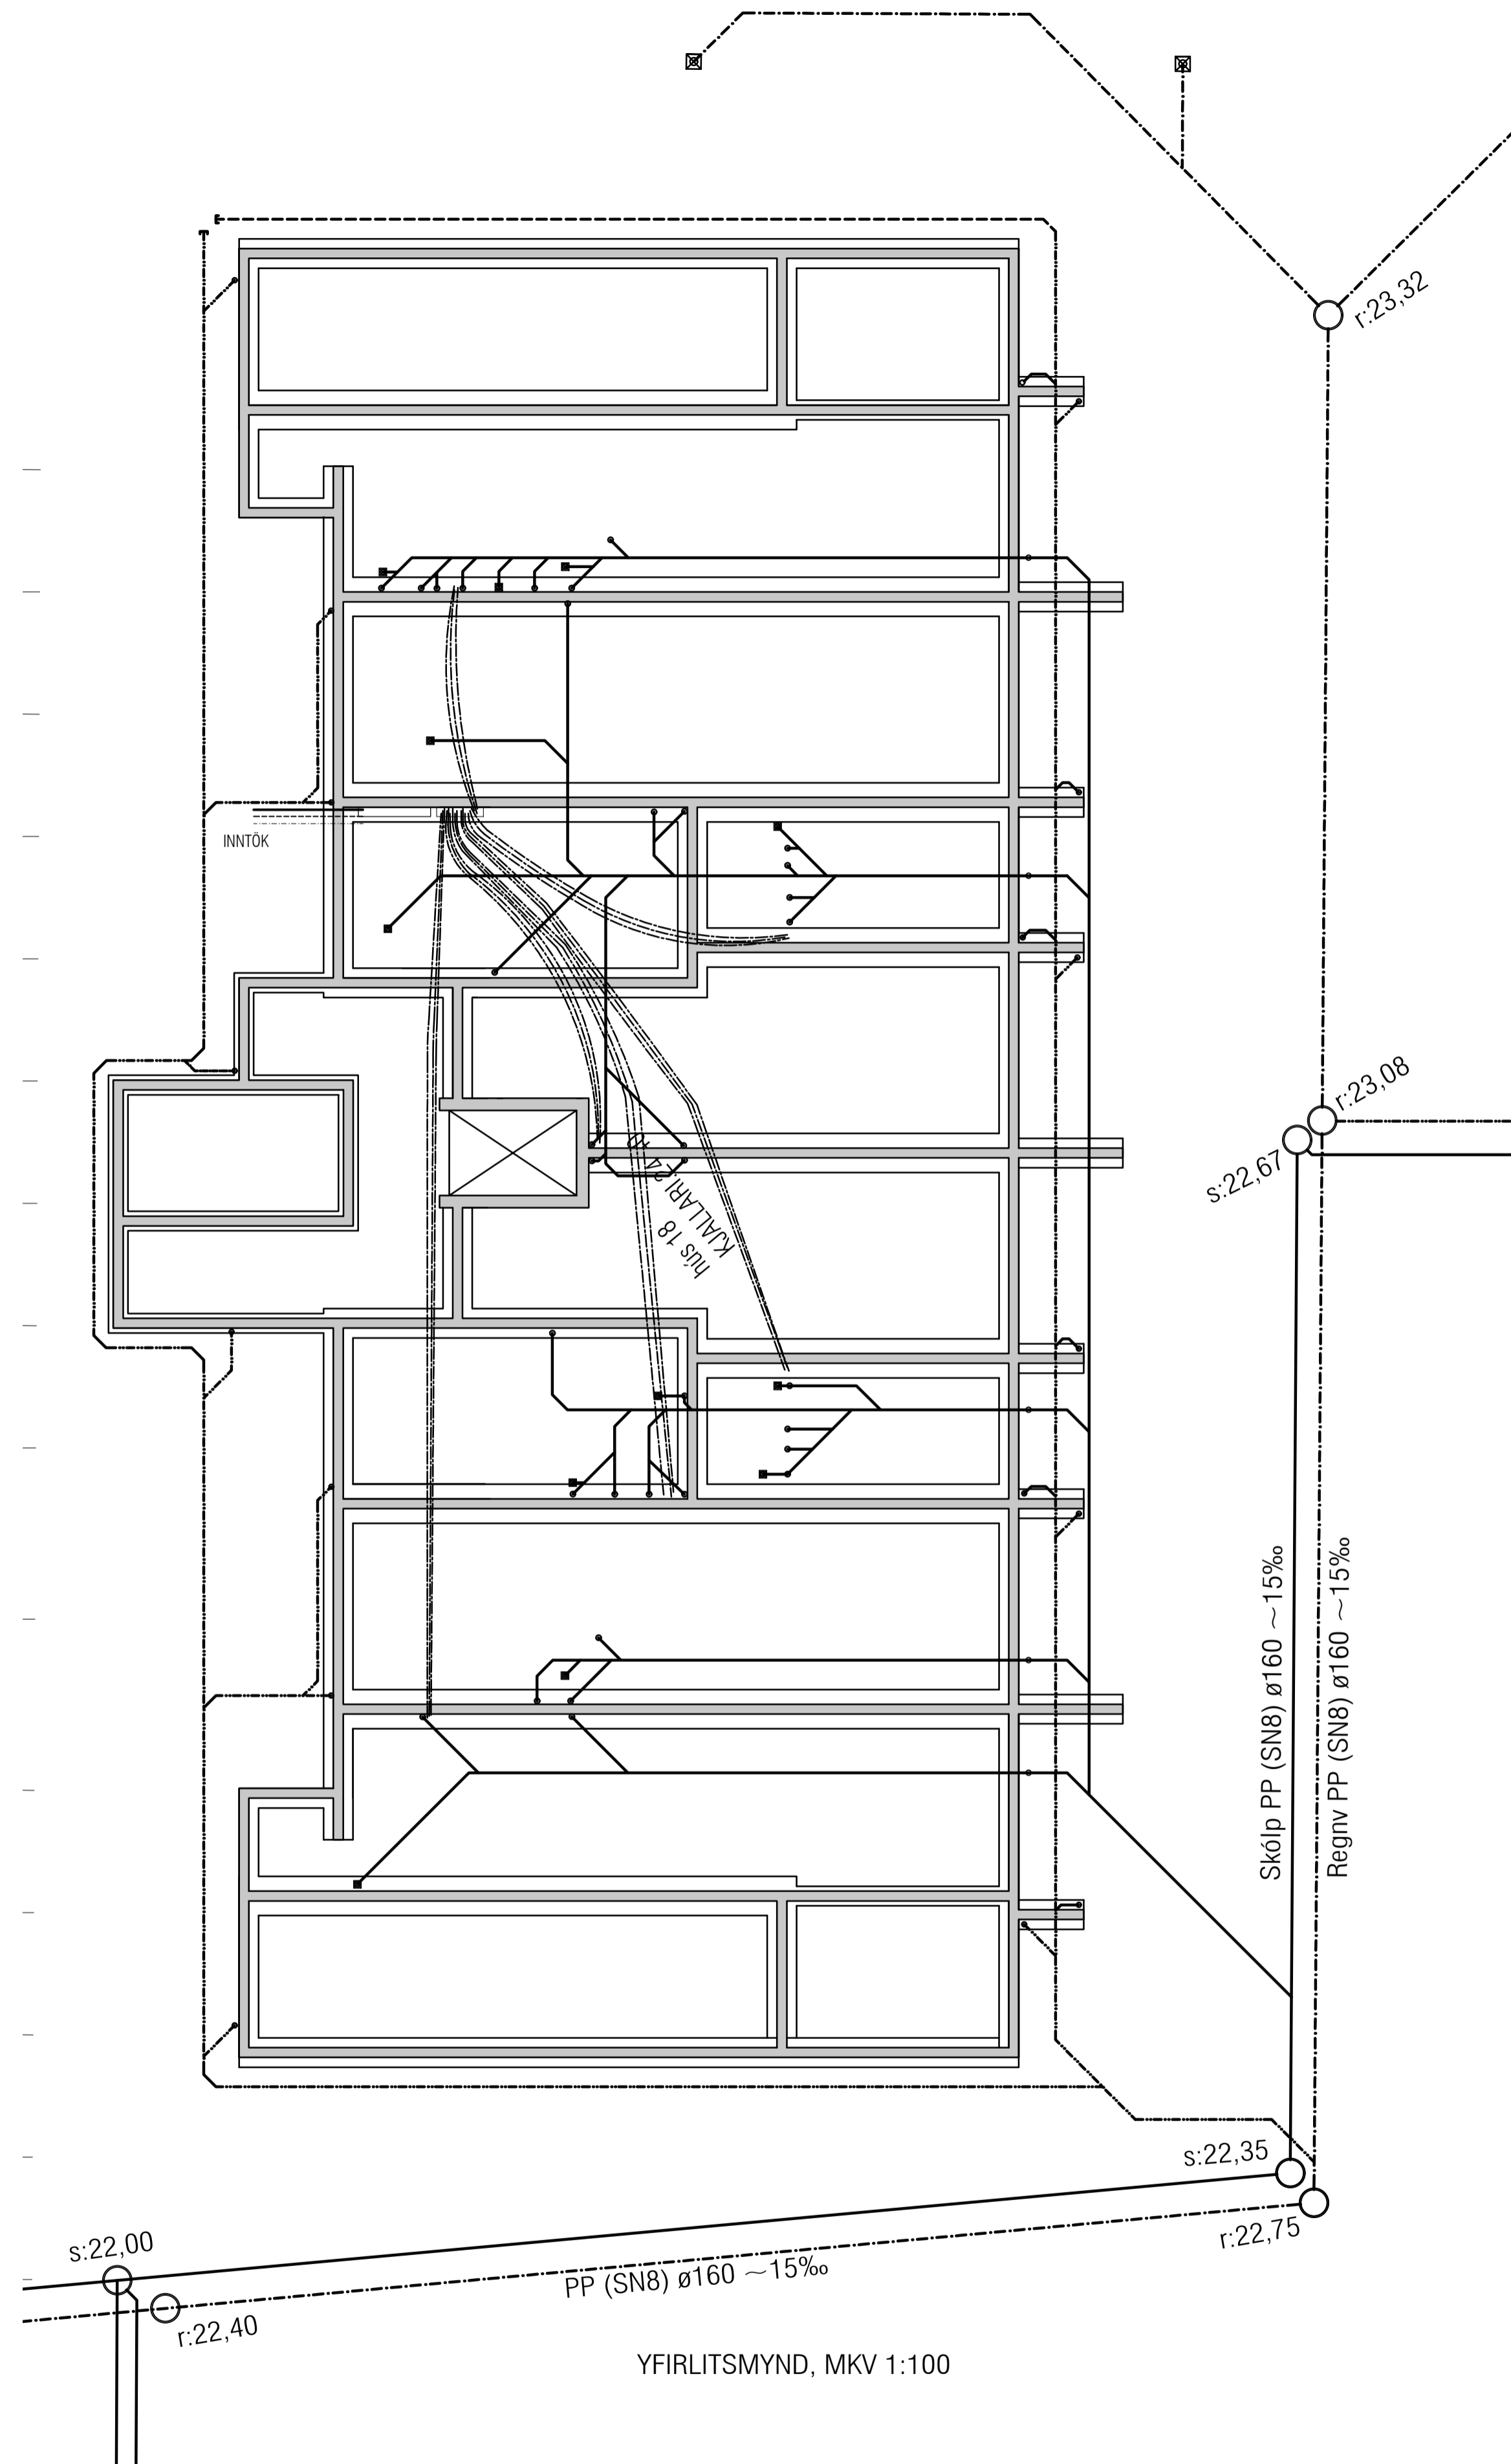 r:23,32
INNTÖK
r:23,08
s:22,67
hús 18
KJALLARI
Skólp PP (SN8) ø160 ~15‰
Regnv PP (SN8) ø160 ~15‰
s:22,35
r:22,75
s:22,00
r:22,40
PP (SN8) ø160 ~15‰
YFIRLITSMYND, MKV 1:100